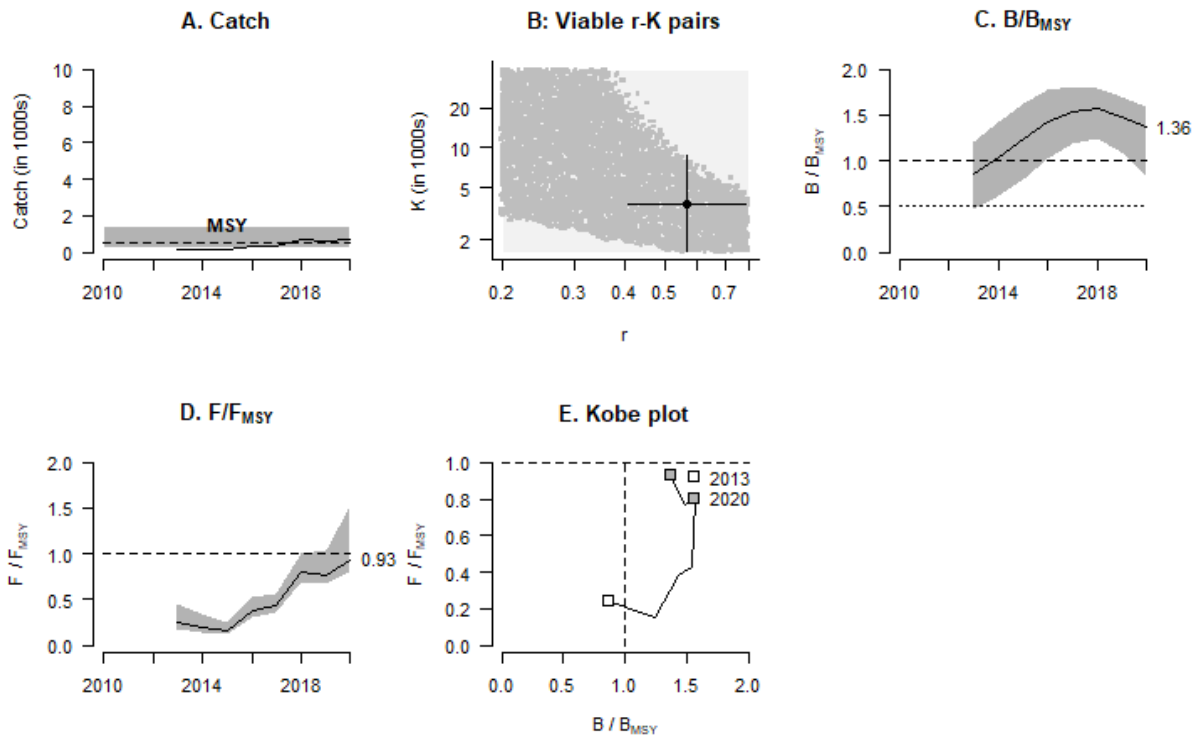 A. Catch
Catch (in 1000s)
10
8
6
4
2
0
MSY
2010 2014 2018
B: Viable r-K pairs
K (in 1000s)
20
10
5
2
0.2 0.3 0.4 0.5 0.7
r
C. B/BMSY
B / BMSY
2.0
1.5
1.0
0.5
0.0
1.36
2010 2014 2018
D. F/FMSY
F / FMSY
2.0
1.5
1.0
0.5
0.0
0.93
2010 2014 2018
E. Kobe plot
F / FMSY
1.0
0.8
0.6
0.4
0.2
0.0
2013
2020
0.0 0.5 1.0 1.5 2.0
B / BMSY